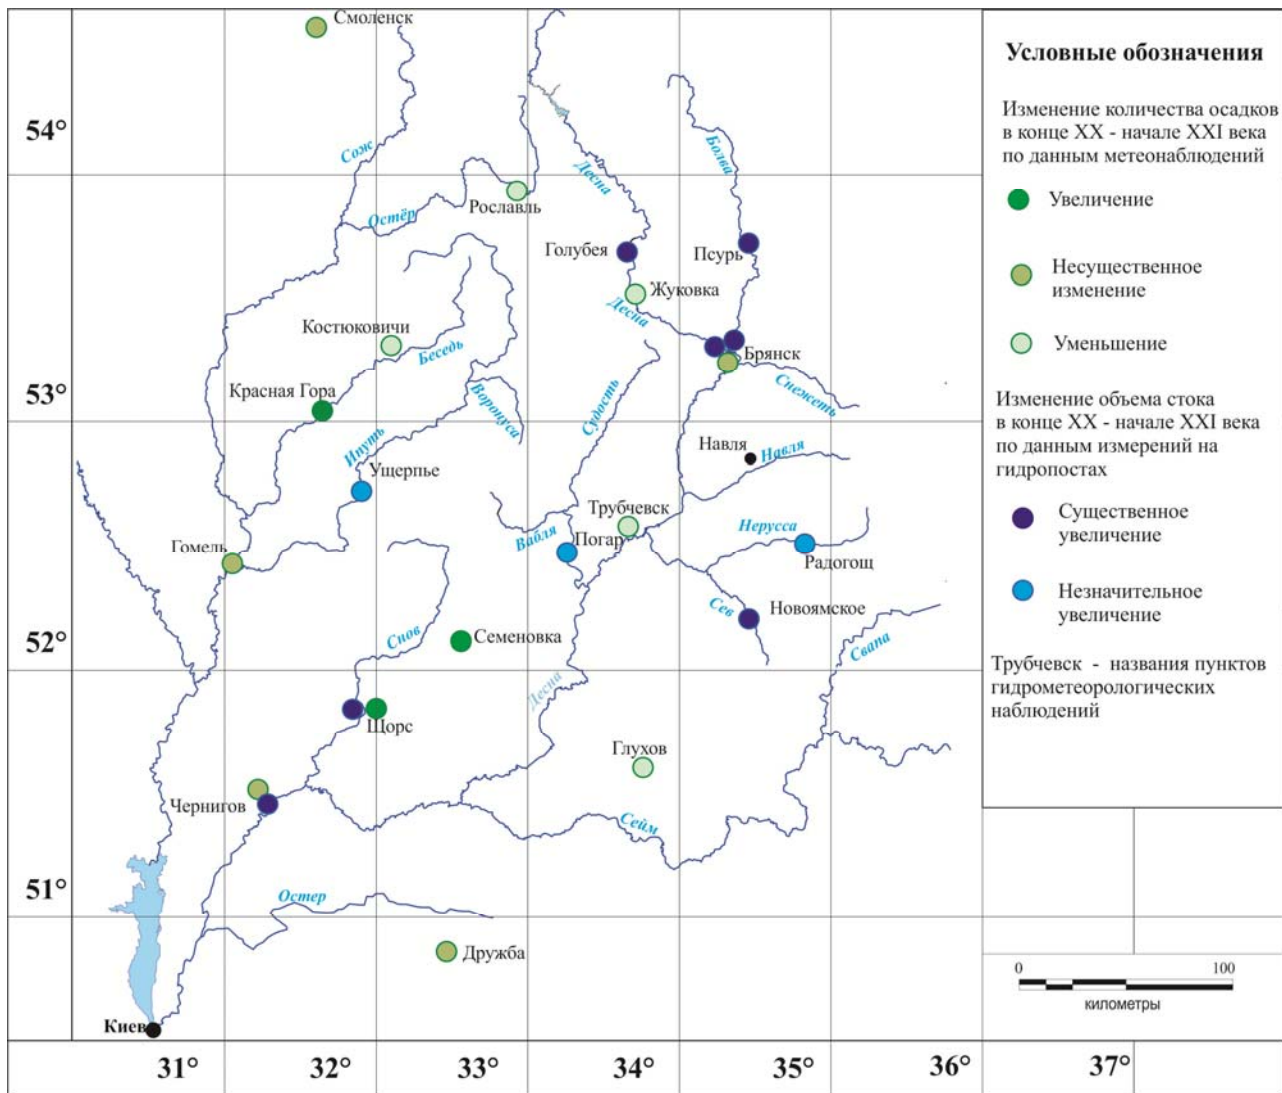 Смоленск
54°
Сож
Десна
Болва
Остёр
Рославль
Голубея
Псурь
Жуковка
Десна
Костюковичи
Беседь
Брянск
Снежеть
53°
Красная Гора
Воронуса
Судость
Ипуть
Ущерпье
Навля
Навля
Трубчевск
Вабля
Погар
Нерусса
Радогощ
Гомель
Сев
Новоямское
52°
Снов
Семеновка
Свапа
Десна
Щорс
Глухов
Чернигов
Сейм
51°
Остер
Дружба
Киев
31°
32°
33°
34°
35°
36°
37°
Условные обозначения
Изменение количества осадков
в конце XX - начале XXI века
по данным метеонаблюдений
Увеличение
Несущественное
изменение
Уменьшение
Изменение объема стока
в конце XX - начале XXI века
по данным измерений на
гидропостах
Существенное
увеличение
Незначительное
увеличение
Трубчевск - названия пунктов
гидрометеорологических
наблюдений
0 100
километры